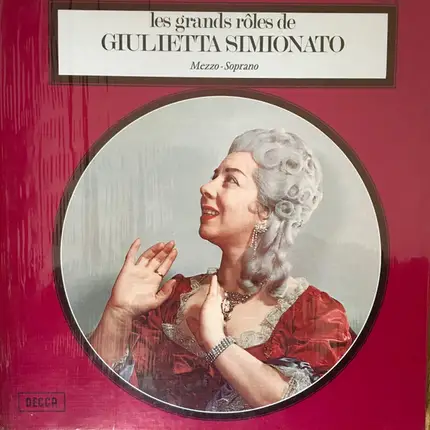 les grands rôles de
GIULIETTA SIMIONATO
Mezzo-Soprano
DECCA